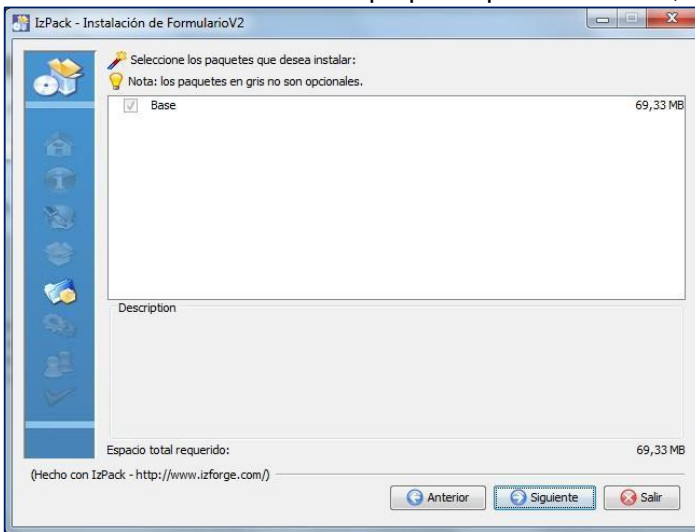 IzPack - Instalación de FormularioV2
Seleccione los paquetes que desea instalar:
Nota: los paquetes en gris no son opcionales.
Base 69,33 MB
Description
Espacio total requerido: 69,33 MB
(Hecho con IzPack - http://www.izforge.com/)
Anterior Siguiente Salir